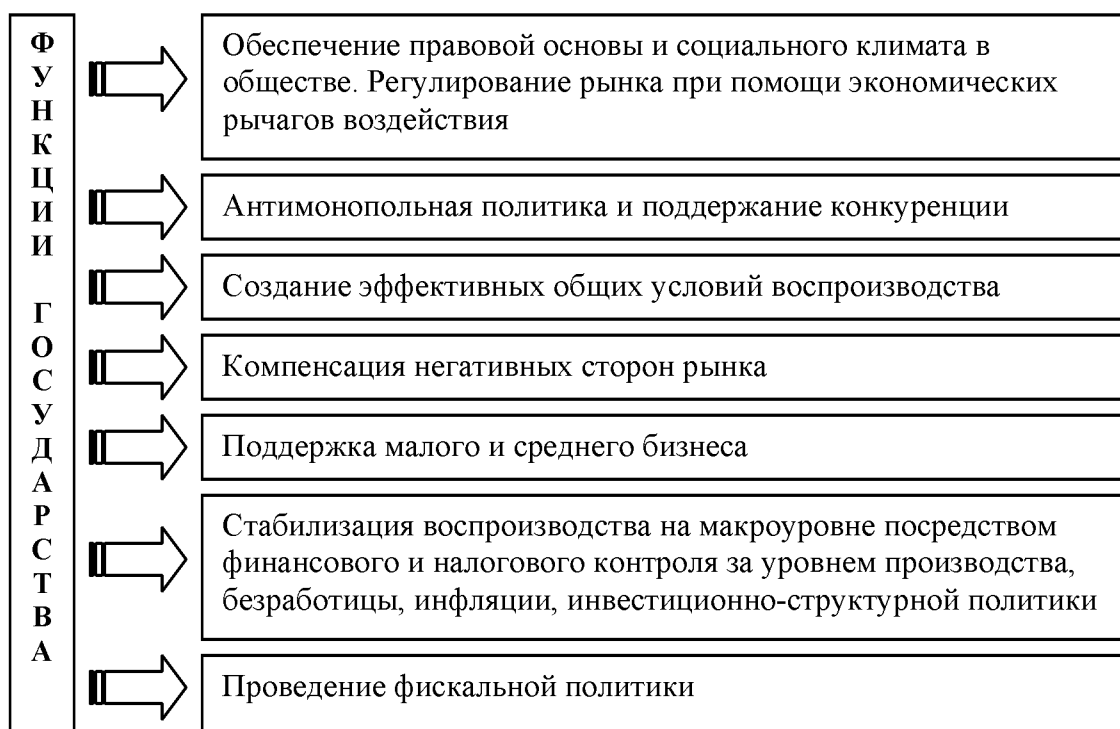 ФУНКЦИИ ГОСУДАРСТВА
Обеспечение правовой основы и социального климата в
обществе. Регулирование рынка при помощи экономических
рычагов воздействия
Антимонопольная политика и поддержание конкуренции
Создание эффективных общих условий воспроизводства
Компенсация негативных сторон рынка
Поддержка малого и среднего бизнеса
Стабилизация воспроизводства на макроуровне посредством
финансового и налогового контроля за уровнем производства,
безработицы, инфляции, инвестиционно-структурной политики
Проведение фискальной политики